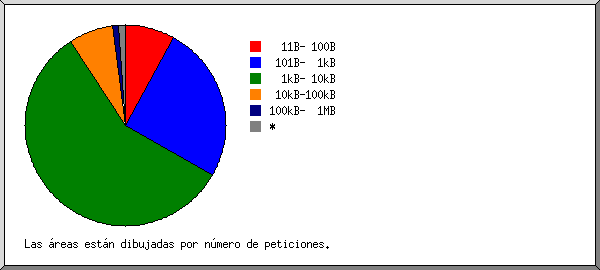 11B- 100B
101B-  1kB
1kB- 10kB
10kB-100kB
100kB-  1MB
*
Las áreas están dibujadas por número de peticiones.